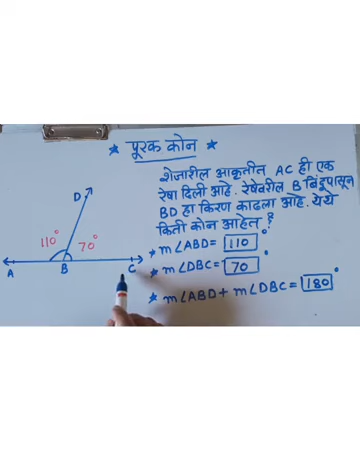 ★ पूरक कोन ★
शेजारील आकृतीत AC ही एक
रेषा दिली आहे. रेषेवरील B बिंदूपासून
BD हा किरण काढला आहे. येथे
किती कोन आहेत ?
★ m∠ABD = 110°
★ m∠DBC = 70°
★ m∠ABD + m∠DBC = 180°
D
110° 70°
A B C